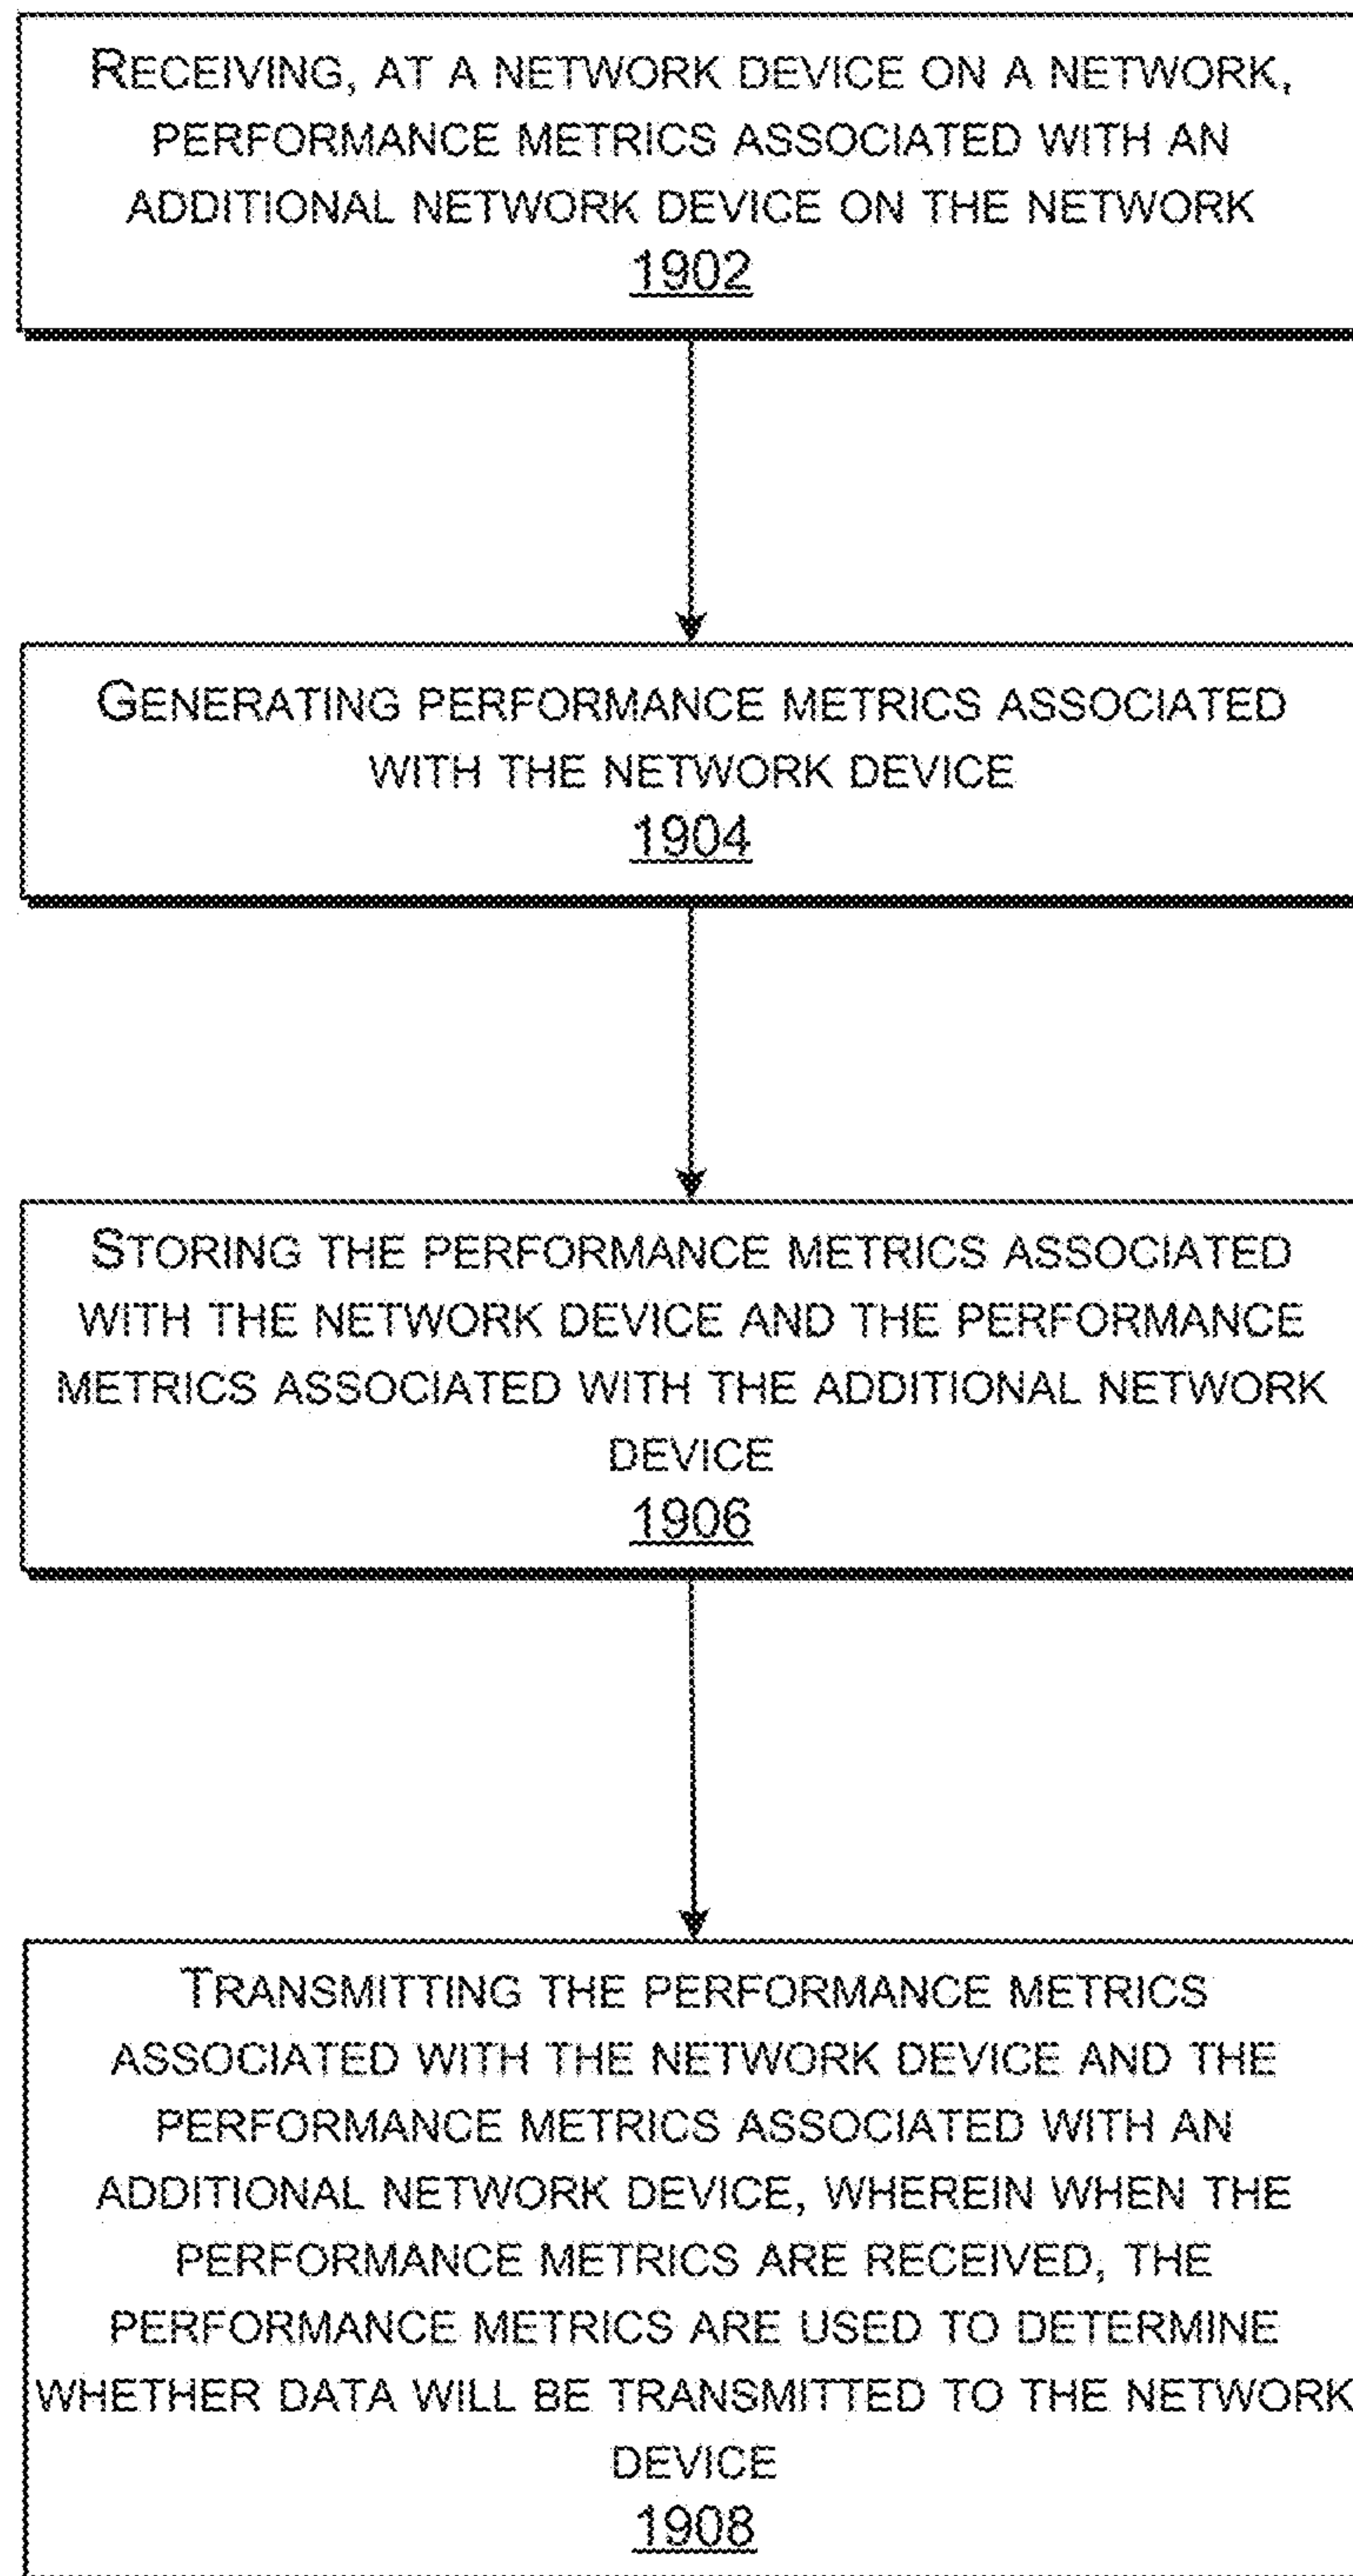 RECEIVING, AT A NETWORK DEVICE ON A NETWORK,
PERFORMANCE METRICS ASSOCIATED WITH AN
ADDITIONAL NETWORK DEVICE ON THE NETWORK
1902
GENERATING PERFORMANCE METRICS ASSOCIATED
WITH THE NETWORK DEVICE
1904
STORING THE PERFORMANCE METRICS ASSOCIATED
WITH THE NETWORK DEVICE AND THE PERFORMANCE
METRICS ASSOCIATED WITH THE ADDITIONAL NETWORK
DEVICE
1906
TRANSMITTING THE PERFORMANCE METRICS
ASSOCIATED WITH THE NETWORK DEVICE AND THE
PERFORMANCE METRICS ASSOCIATED WITH AN
ADDITIONAL NETWORK DEVICE, WHEREIN WHEN THE
PERFORMANCE METRICS ARE RECEIVED, THE
PERFORMANCE METRICS ARE USED TO DETERMINE
WHETHER DATA WILL BE TRANSMITTED TO THE NETWORK
DEVICE
1908